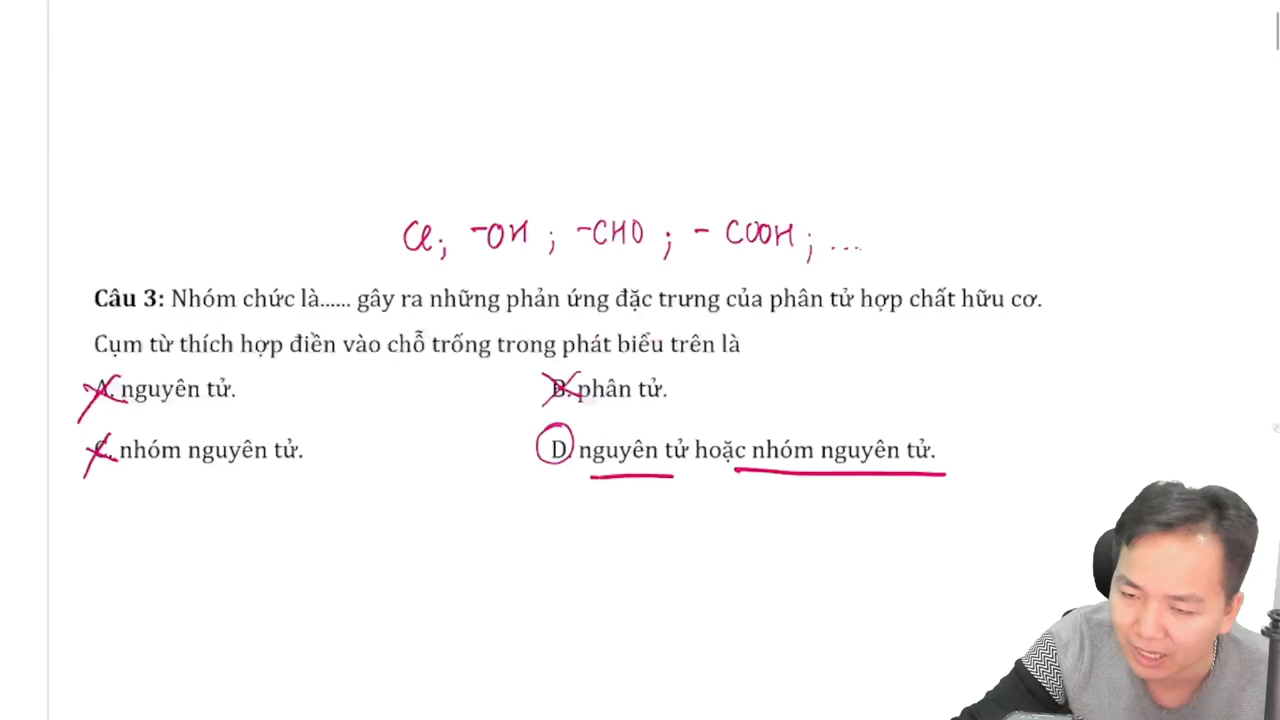 Cl; -OH; -CHO; -COOH; ...
Câu 3: Nhóm chức là...... gây ra những phản ứng đặc trưng của phân tử hợp chất hữu cơ.
Cụm từ thích hợp điền vào chỗ trống trong phát biểu trên là
A. nguyên tử. B. phân tử.
C. nhóm nguyên tử. D. nguyên tử hoặc nhóm nguyên tử.